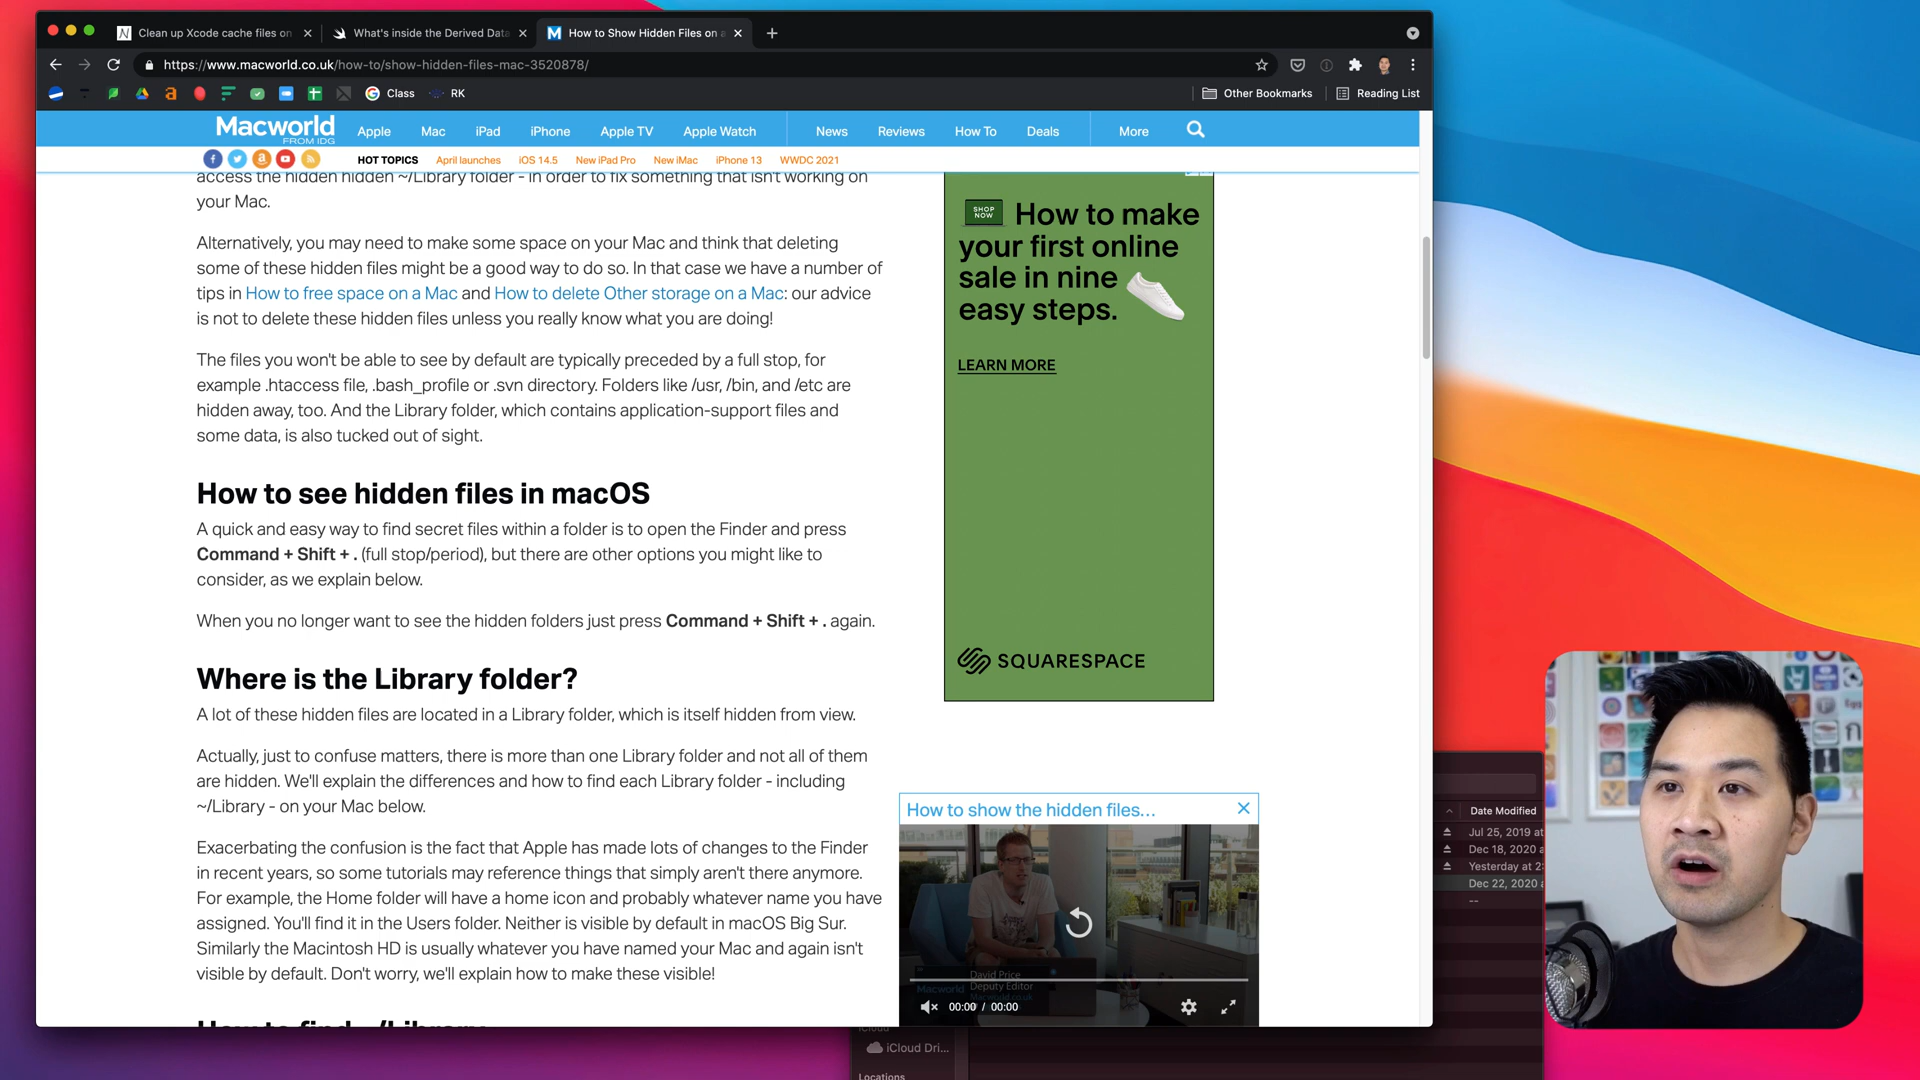 Clean up Xcode cache files on
What's inside the Derived Data
How to Show Hidden Files on a
https://www.macworld.co.uk/how-to/show-hidden-files-mac-3520878/
Class
RK
Other Bookmarks
Reading List
Macworld
FROM IDG
Apple
Mac
iPad
iPhone
Apple TV
Apple Watch
News
Reviews
How To
Deals
More
HOT TOPICS
April launches
iOS 14.5
New iPad Pro
New iMac
iPhone 13
WWDC 2021
access the hidden hidden ~/Library folder - in order to fix something that isn't working on
your Mac.
Alternatively, you may need to make some space on your Mac and think that deleting
some of these hidden files might be a good way to do so. In that case we have a number of
tips in How to free space on a Mac and How to delete Other storage on a Mac: our advice
is not to delete these hidden files unless you really know what you are doing!
The files you won't be able to see by default are typically preceded by a full stop, for
example .htaccess file, .bash_profile or .svn directory. Folders like /usr, /bin, and /etc are
hidden away, too. And the Library folder, which contains application-support files and
some data, is also tucked out of sight.
How to see hidden files in macOS
A quick and easy way to find secret files within a folder is to open the Finder and press
Command + Shift + . (full stop/period), but there are other options you might like to
consider, as we explain below.
When you no longer want to see the hidden folders just press Command + Shift + . again.
Where is the Library folder?
A lot of these hidden files are located in a Library folder, which is itself hidden from view.
Actually, just to confuse matters, there is more than one Library folder and not all of them
are hidden. We'll explain the differences and how to find each Library folder - including
~/Library - on your Mac below.
Exacerbating the confusion is the fact that Apple has made lots of changes to the Finder
in recent years, so some tutorials may reference things that simply aren't there anymore.
For example, the Home folder will have a home icon and probably whatever name you have
assigned. You'll find it in the Users folder. Neither is visible by default in macOS Big Sur.
Similarly the Macintosh HD is usually whatever you have named your Mac and again isn't
visible by default. Don't worry, we'll explain how to make these visible!
How to find ~/Library
SHOP
NOW
How to make
your first online
sale in nine
easy steps.
LEARN MORE
SQUARESPACE
How to show the hidden files...
David Price
Deputy Editor
Macworld.co.uk
Macworld
00:00 / 00:00
Date Modified
Jul 25, 2019 at
Dec 18, 2020 a
Yesterday at 2:
Dec 22, 2020 a
--
iCloud
iCloud Dri...
Locations